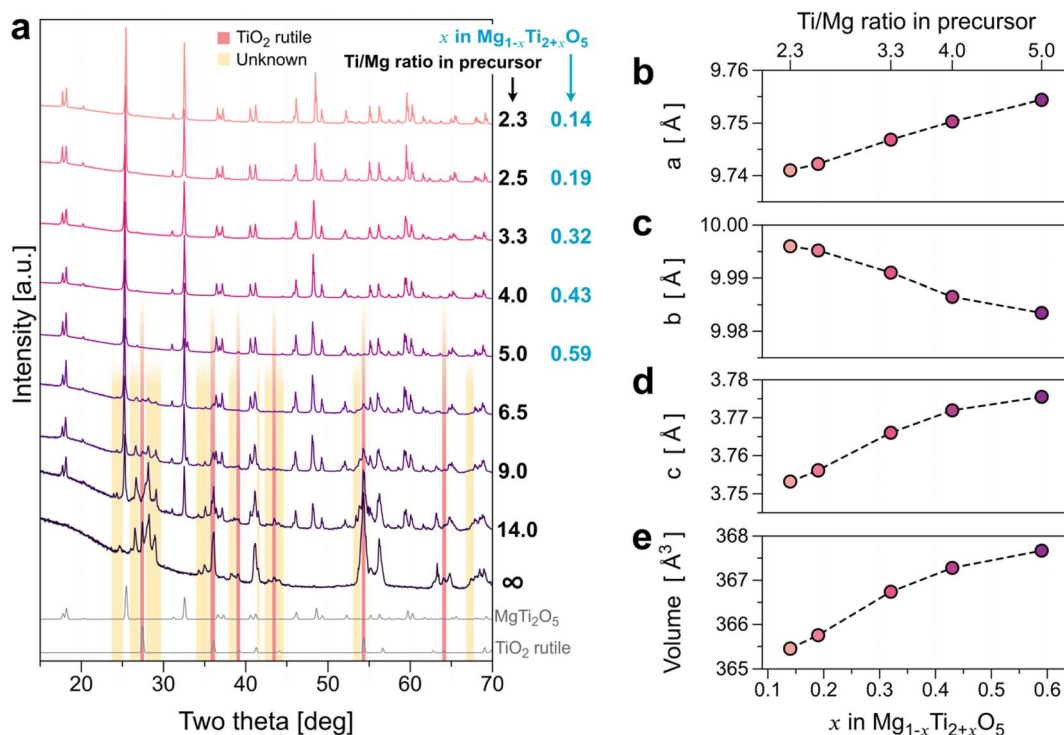 a
TiO2 rutile
Unknown
x in Mg1-xTi2+xO5
Ti/Mg ratio in precursor
2.3 0.14
2.5 0.19
3.3 0.32
4.0 0.43
5.0 0.59
6.5
9.0
14.0
∞
MgTi2O5
TiO2 rutile
Intensity [a.u.]
20 30 40 50 60 70
Two theta [deg]
Ti/Mg ratio in precursor
2.3 3.3 4.0 5.0
b
9.76
9.75
9.74
a [Å]
c
10.00
9.99
9.98
b [Å]
d
3.78
3.77
3.76
3.75
c [Å]
e
368
367
366
365
Volume [Å3]
0.1 0.2 0.3 0.4 0.5 0.6
x in Mg1-xTi2+xO5